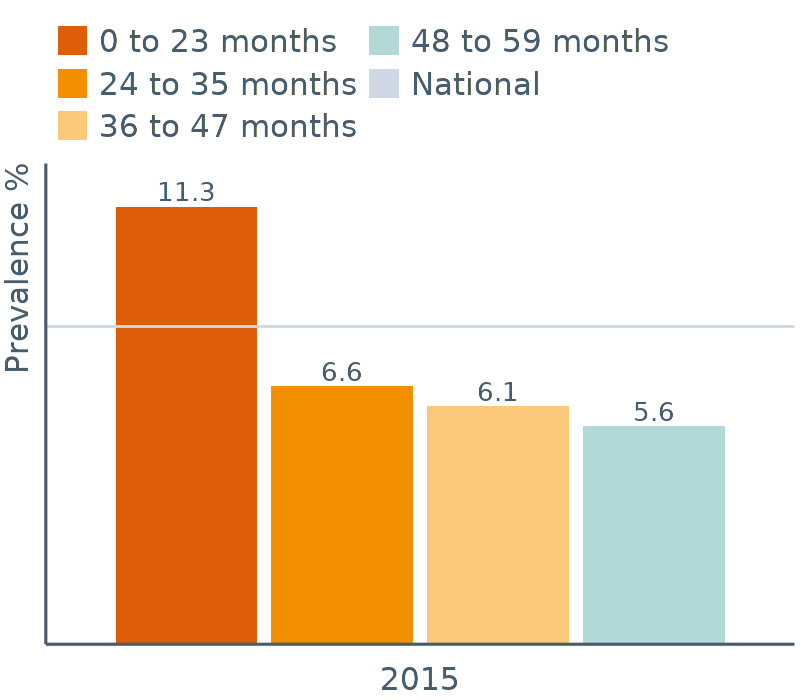 0 to 23 months
24 to 35 months
36 to 47 months
48 to 59 months
National
Prevalence %
11.3
6.6
6.1
5.6
2015